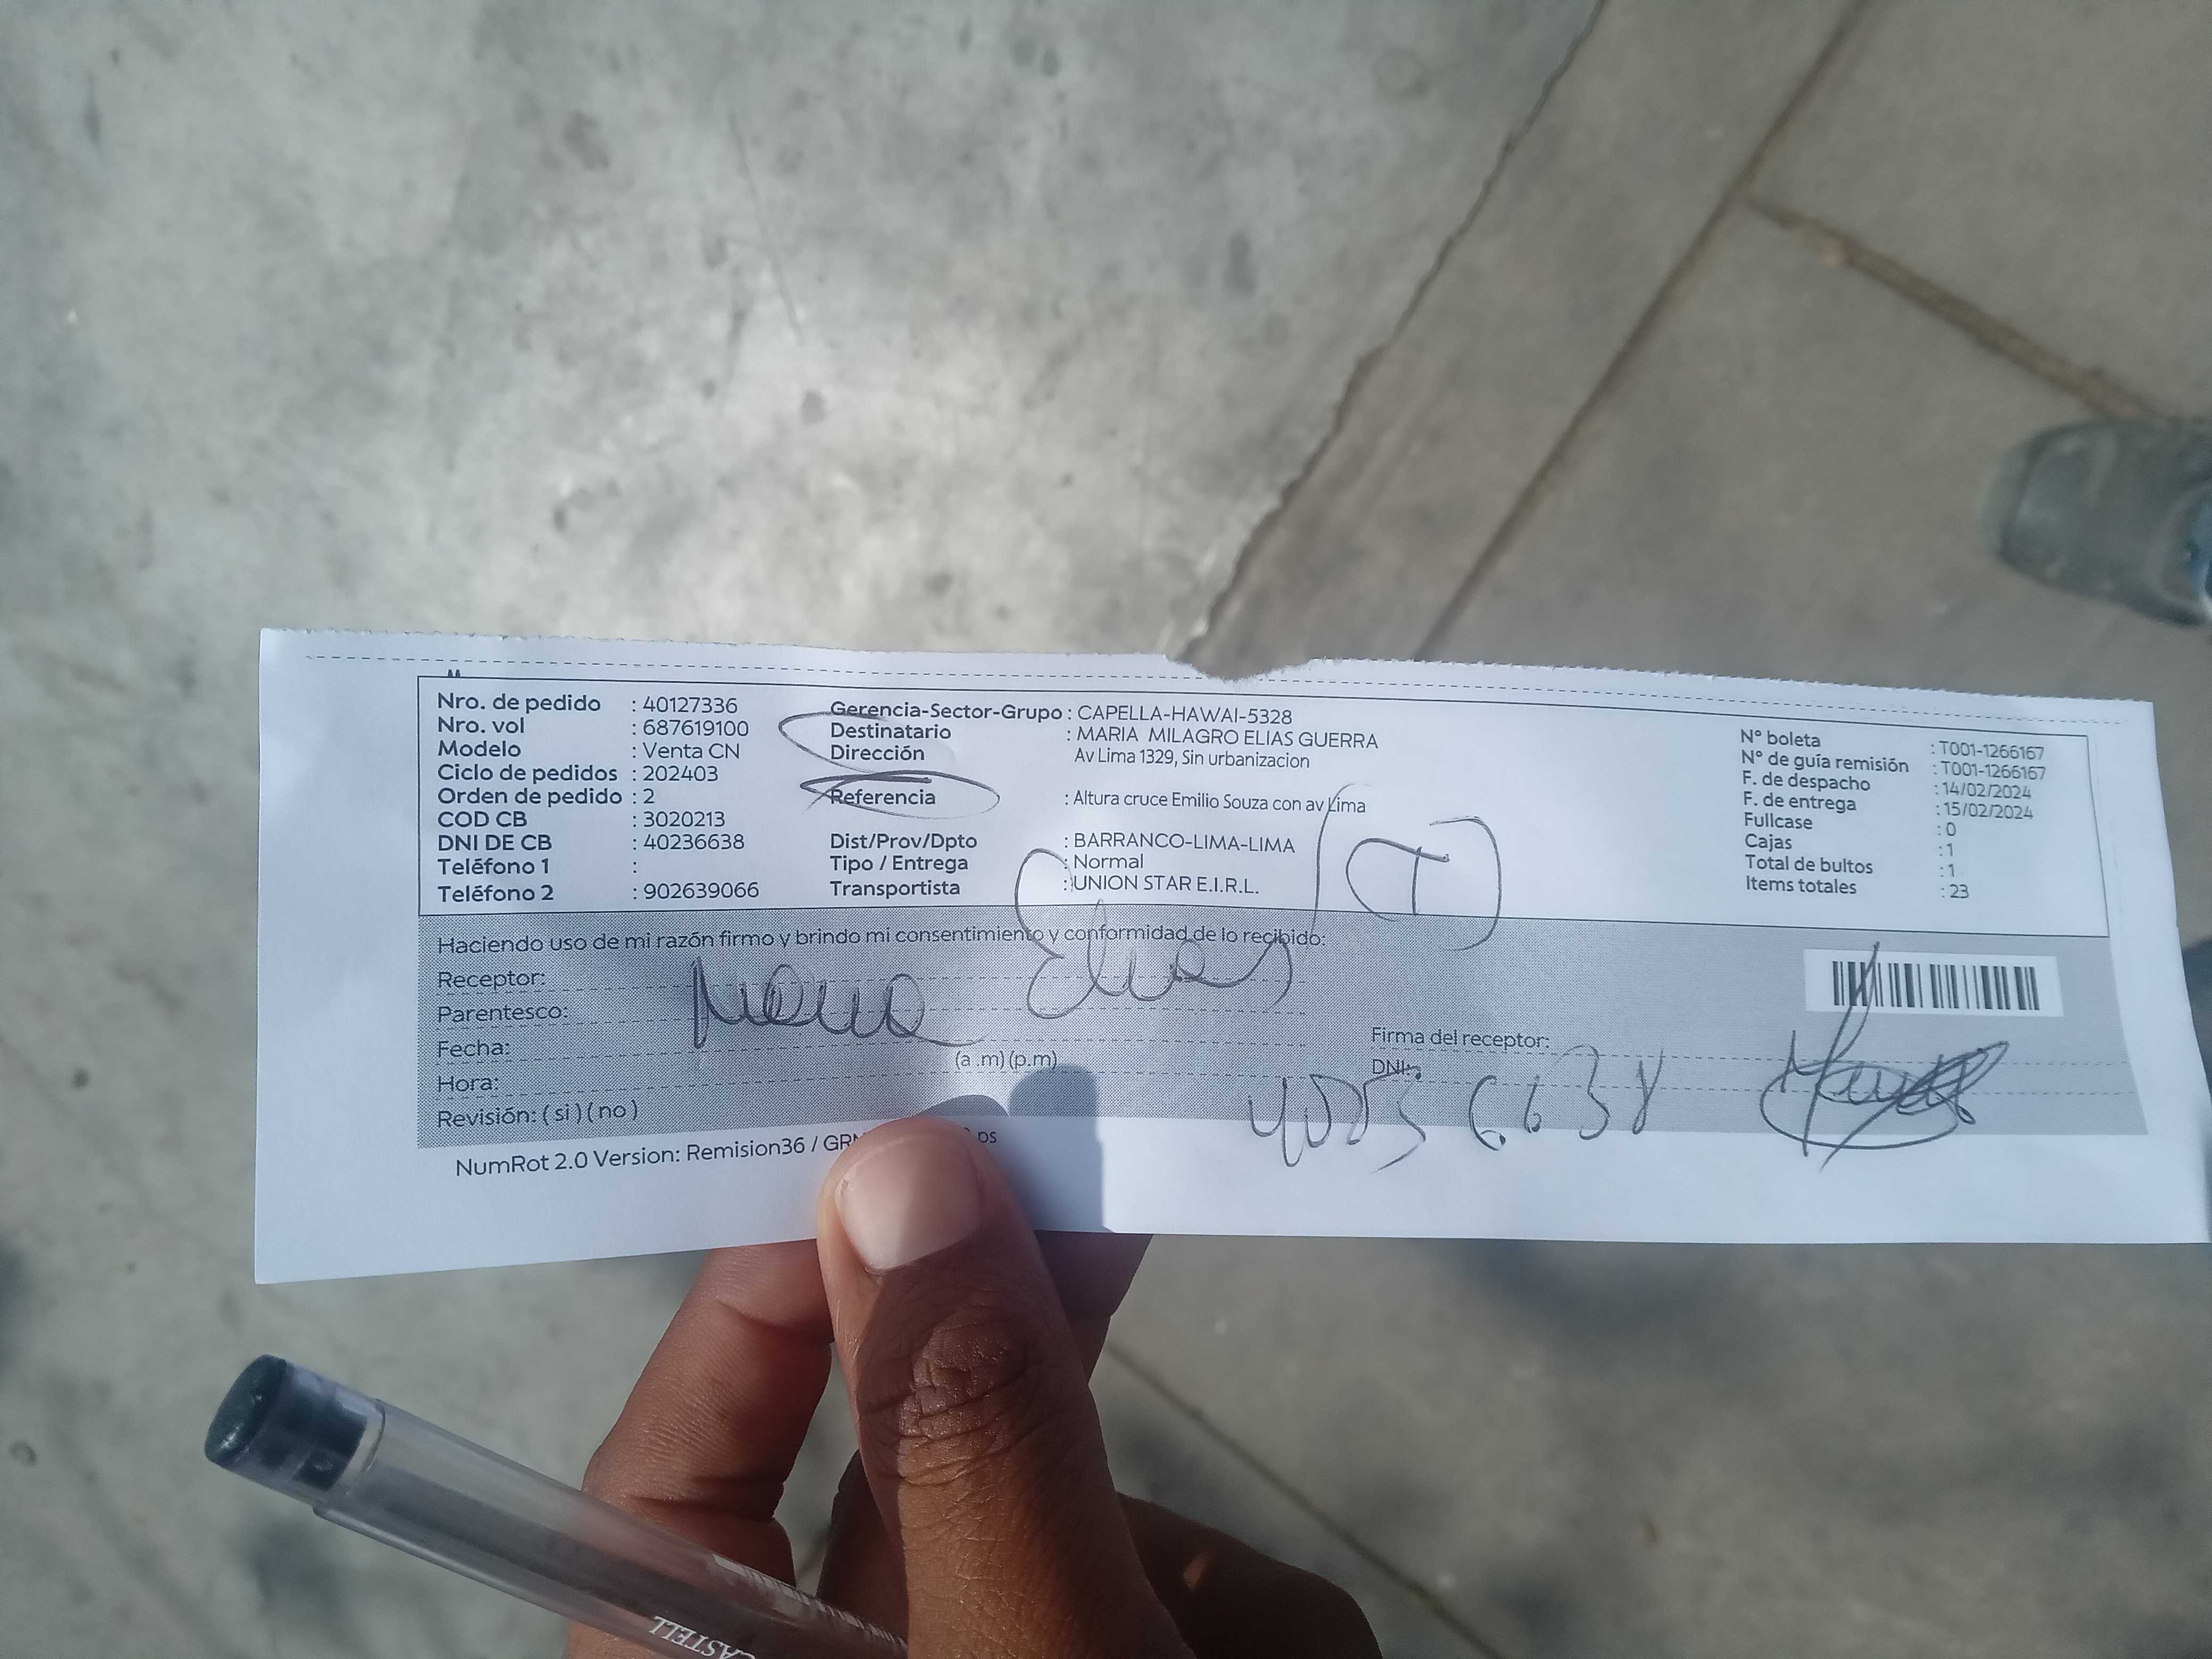 Nro. de pedido : 40127336
Nro. vol : 687619100
Modelo : Venta CN
Ciclo de pedidos : 202403
Orden de pedido : 2
COD CB : 3020213
DNI DE CB : 40236638
Teléfono 1 :
Teléfono 2 : 902639066
Gerencia-Sector-Grupo : CAPELLA-HAWAI-5328
Destinatario : MARIA MILAGRO ELIAS GUERRA
Dirección Av Lima 1329, Sin urbanizacion
Referencia : Altura cruce Emilio Souza con av Lima
Dist/Prov/Dpto : BARRANCO-LIMA-LIMA
Tipo / Entrega : Normal
Transportista : UNION STAR E.I.R.L.
N° boleta : T001-1266167
N° de guía remisión : T001-1266167
F. de despacho : 14/02/2024
F. de entrega : 15/02/2024
Fullcase : 0
Cajas : 1
Total de bultos : 1
Items totales : 23
T
Haciendo uso de mi razón firmo y brindo mi consentimiento y conformidad de lo recibido:
Receptor:
Elias
Parentesco:
Fecha:
(a .m) (p.m)
Hora:
Revisión: ( si ) ( no )
Firma del receptor:
DNI:
NumRot 2.0 Version: Remision36 / ps
CASTELL